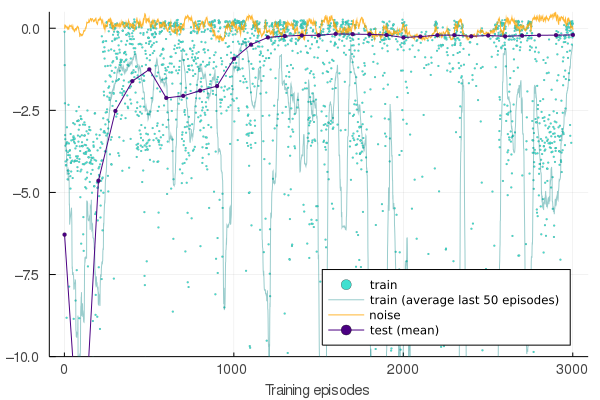 0.0
−2.5
−5.0
−7.5
−10.0
0
1000
2000
3000
Training episodes
train
train (average last 50 episodes)
noise
test (mean)